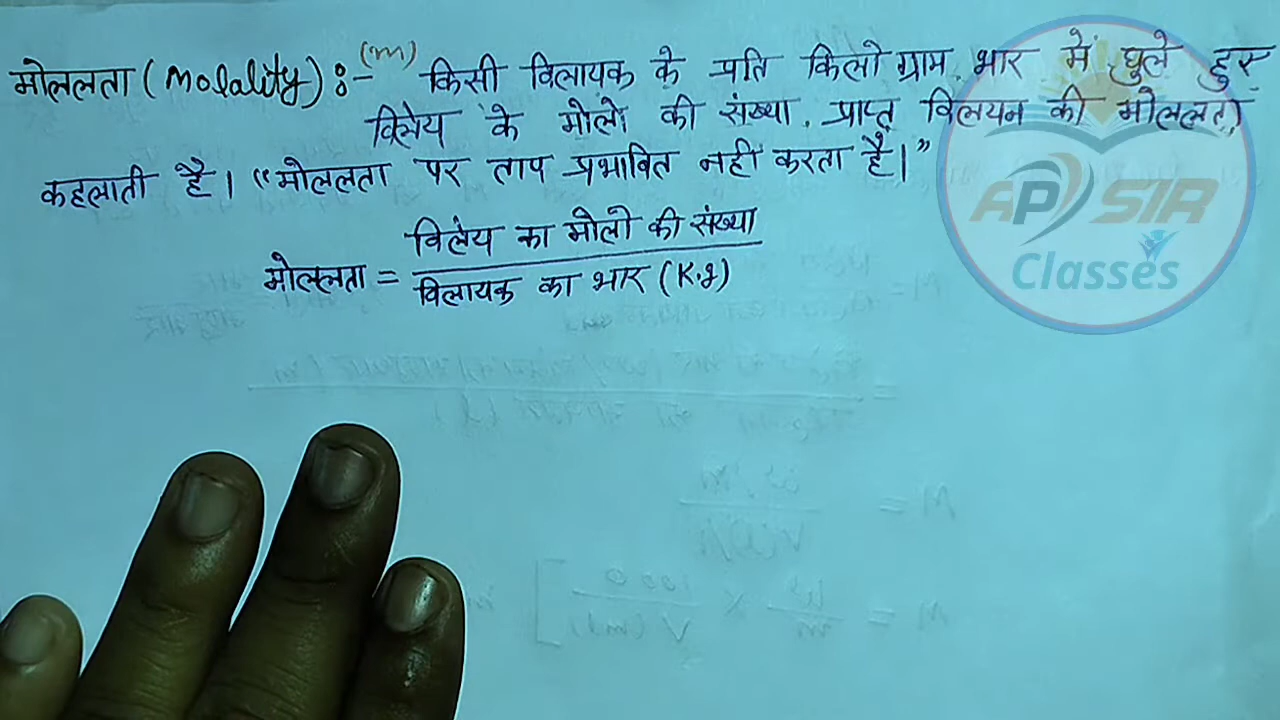 मोललता (Molality) :- (m) किसी विलायक के प्रति किलोग्राम भार में घुले हुए
विलेय के मोलो की संख्या प्राप्त विलयन की मोललता
कहलाती है। "मोललता पर ताप प्रभावित नहीं करता है।"
विलेय का मोलो की संख्या
मोललता =
विलायक का भार (K.g)
AP SIR
Classes